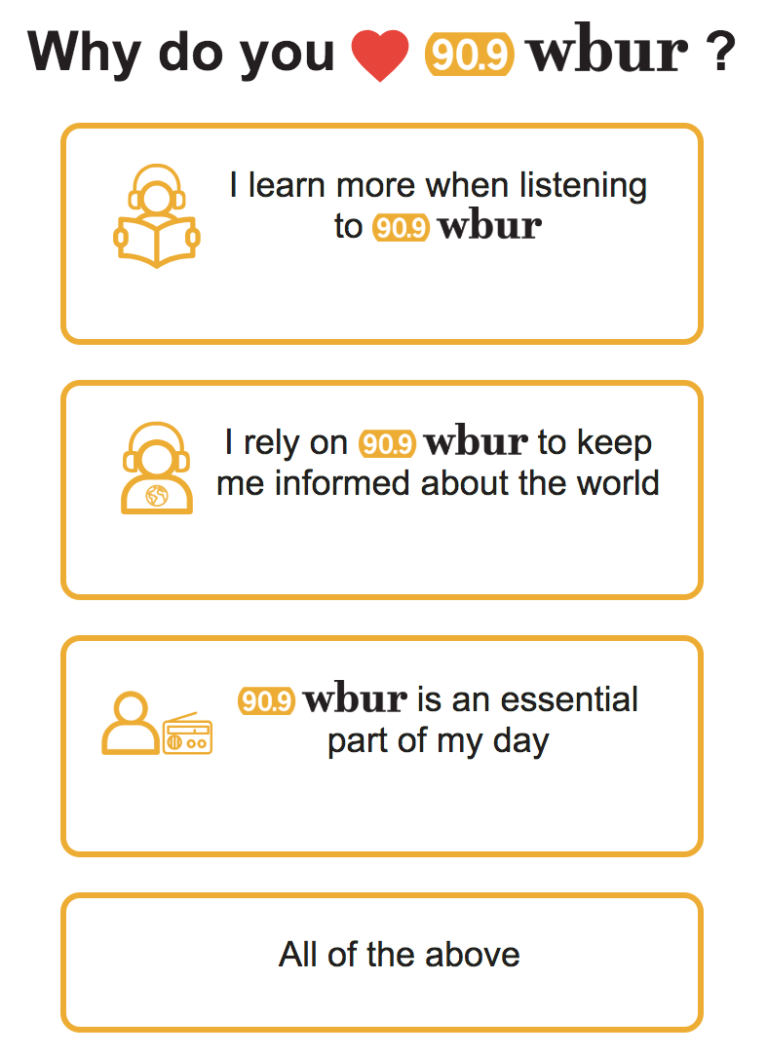 Why do you 90.9 wbur ?
I learn more when listening
to 90.9 wbur
I rely on 90.9 wbur to keep
me informed about the world
90.9 wbur is an essential
part of my day
All of the above